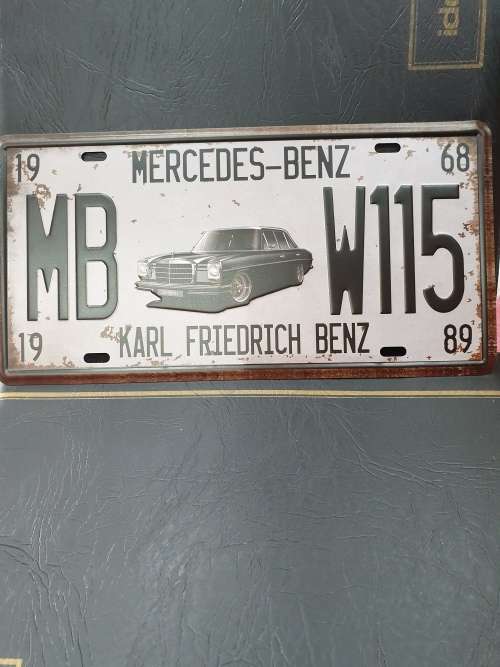 19 MERCEDES-BENZ 68
MB W115
19 KARL FRIEDRICH BENZ 89